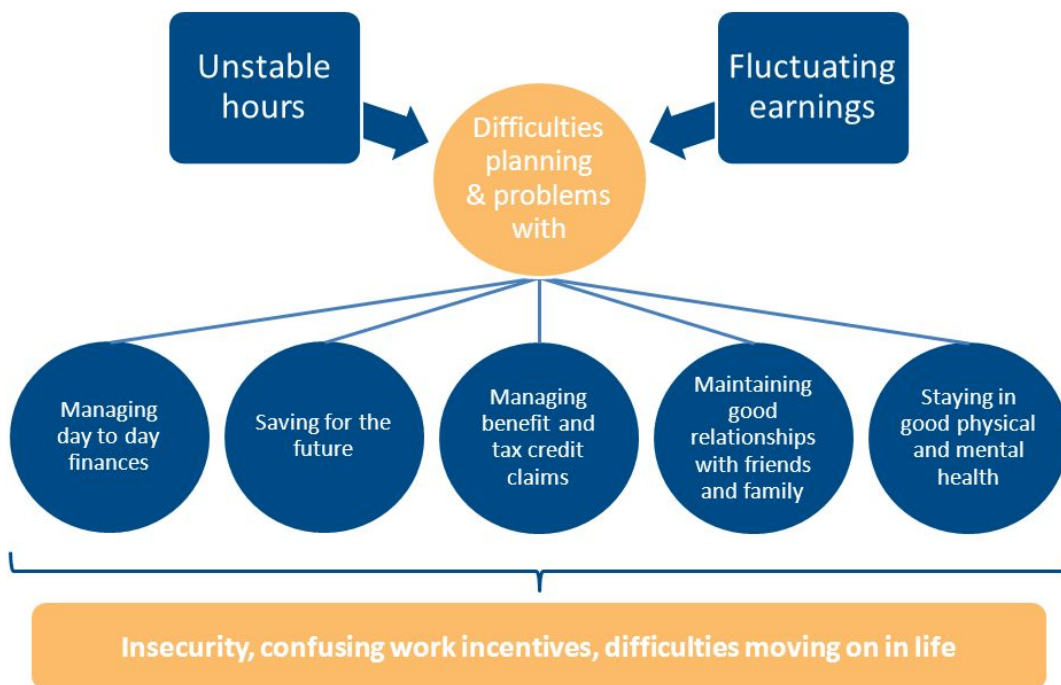 Unstable
hours
Fluctuating
earnings
Difficulties
planning
& problems
with
Managing
day to day
finances
Saving for the
future
Managing
benefit and
tax credit
claims
Maintaining
good
relationships
with friends
and family
Staying in
good physical
and mental
health
Insecurity, confusing work incentives, difficulties moving on in life